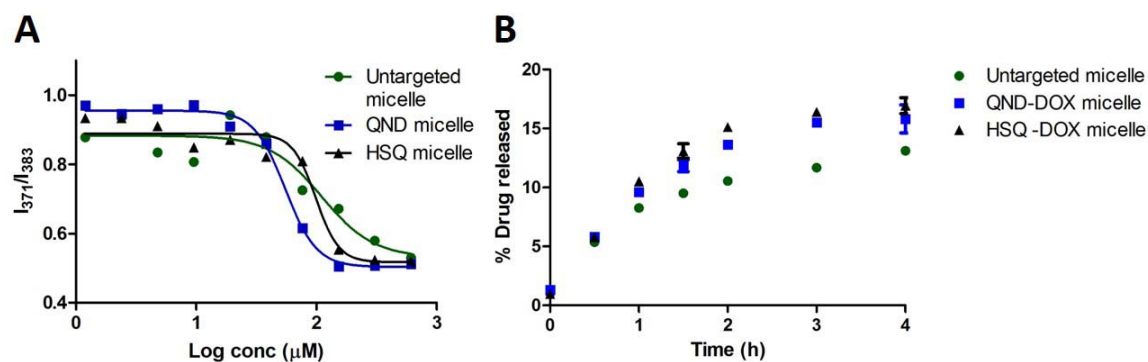 A
B
I371/I383
1.0
0.8
0.6
0.4
0
1
2
3
Log conc (μM)
Untargeted
micelle
QND micelle
HSQ micelle
% Drug released
20
15
10
5
0
0
1
2
3
4
Time (h)
Untargeted micelle
QND-DOX micelle
HSQ -DOX micelle